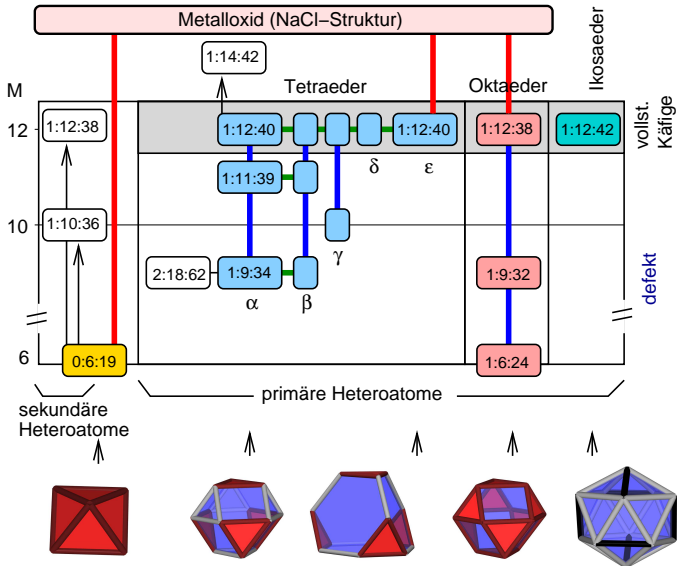 Metalloxid (NaCl−Struktur)
1:14:42
M
Tetraeder
Oktaeder
Ikosaeder
12
1:12:38
1:12:40
1:12:40
1:12:38
1:12:42
vollst.
Käfige
δ
ε
1:11:39
10
1:10:36
γ
2:18:62
1:9:34
1:9:32
defekt
α
β
6
0:6:19
1:6:24
primäre Heteroatome
sekundäre
Heteroatome